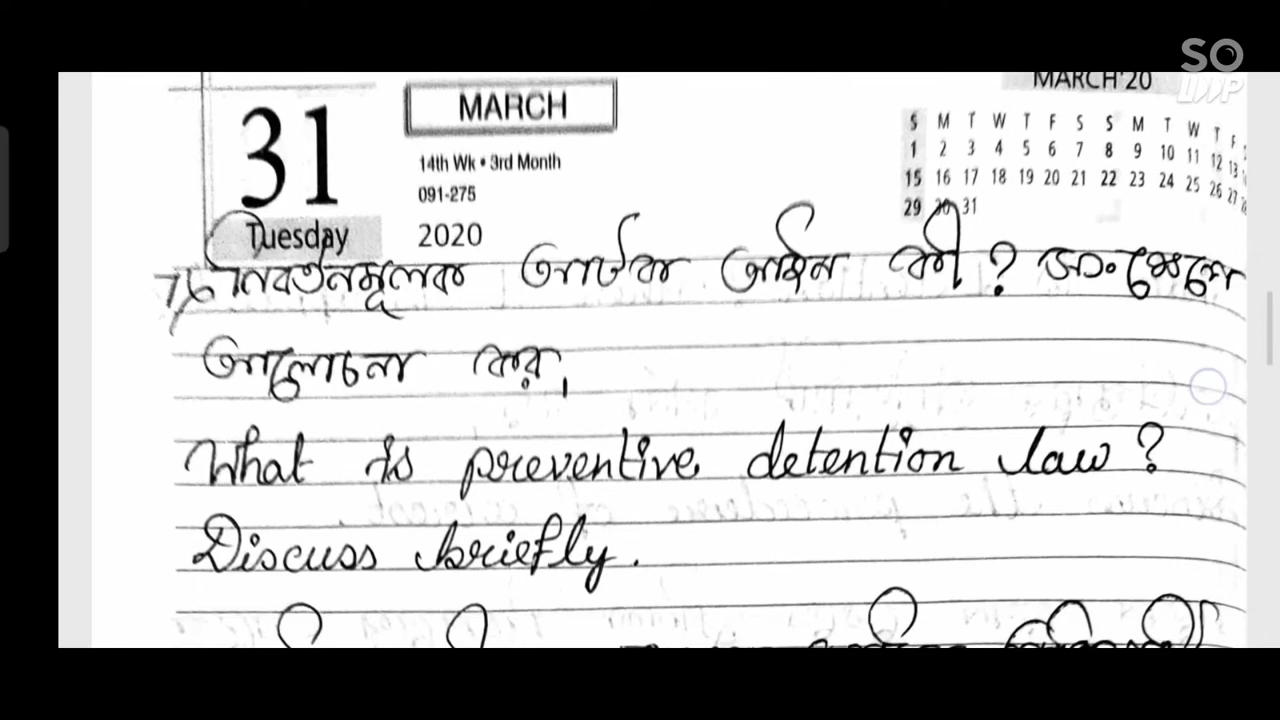 SO
MARCH'20
31
MARCH
S M T W T F S S M T W T F
14th Wk • 3rd Month
1 2 3 4 5 6 7 8 9 10 11 12 13
091-275
15 16 17 18 19 20 21 22 23 24 25 26 27 28
29 30 31
Tuesday
2020
নিবর্তনমূলক আটক আইন কী? সংক্ষেপে
আলোচনা কর,
What is preventive detention law?
Discuss briefly.